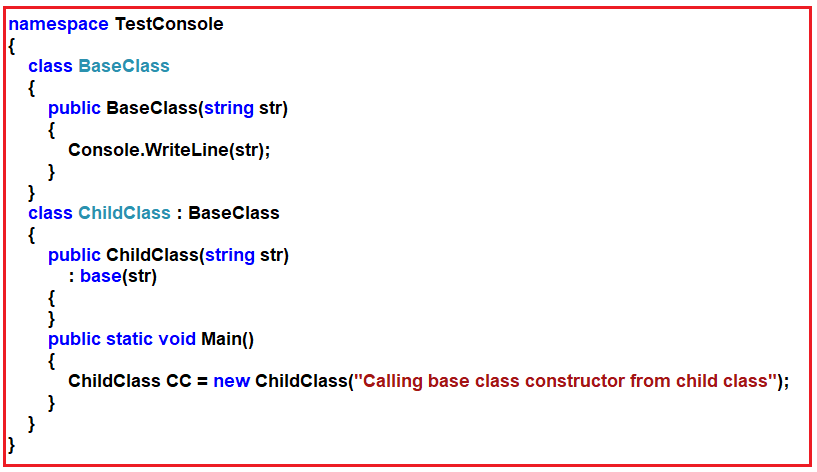 namespace TestConsole
{
    class BaseClass
    {
        public BaseClass(string str)
        {
            Console.WriteLine(str);
        }
    }
    class ChildClass : BaseClass
    {
        public ChildClass(string str)
            : base(str)
        {
        }
        public static void Main()
        {
            ChildClass CC = new ChildClass("Calling base class constructor from child class");
        }
    }
}